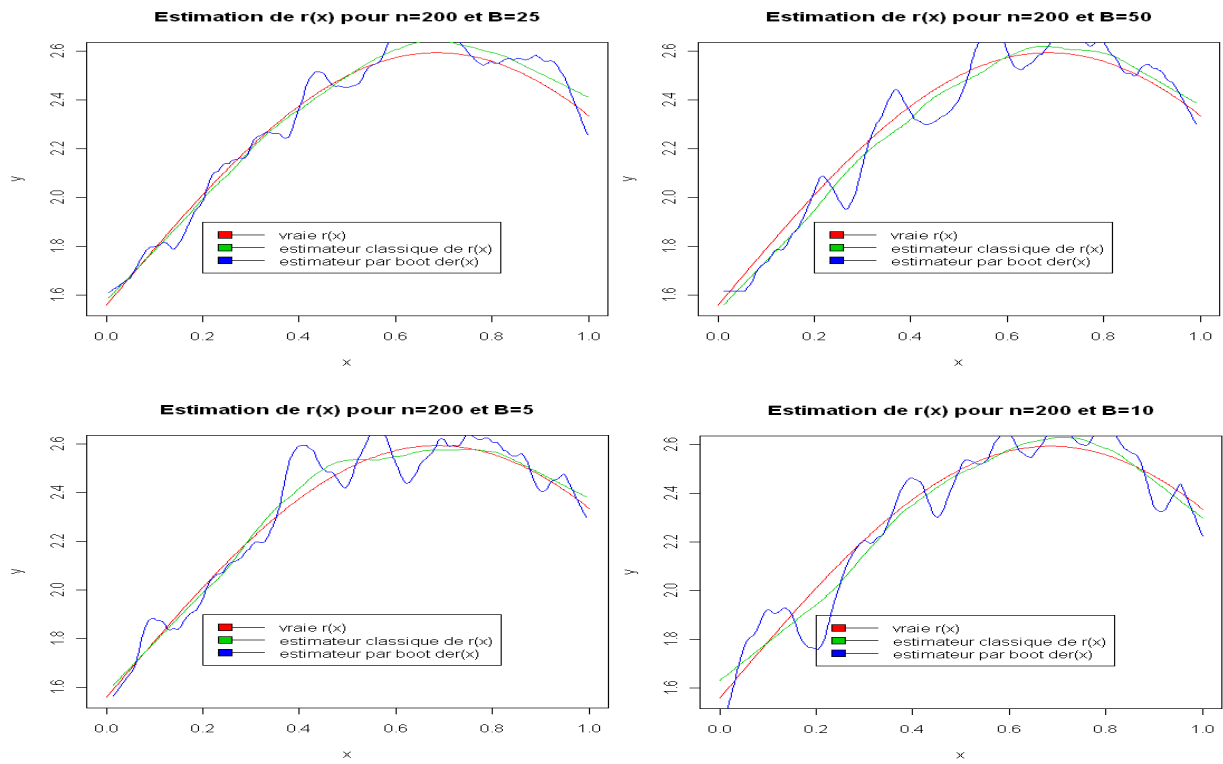 Estimation de r(x) pour n=200 et B=25
y
1.6 1.8 2.0 2.2 2.4 2.6
vraie r(x)
estimateur classique de r(x)
estimateur par boot der(x)
0.0 0.2 0.4 0.6 0.8 1.0
x
Estimation de r(x) pour n=200 et B=50
y
1.6 1.8 2.0 2.2 2.4 2.6
vraie r(x)
estimateur classique de r(x)
estimateur par boot der(x)
0.0 0.2 0.4 0.6 0.8 1.0
x
Estimation de r(x) pour n=200 et B=5
y
1.6 1.8 2.0 2.2 2.4 2.6
vraie r(x)
estimateur classique de r(x)
estimateur par boot der(x)
0.0 0.2 0.4 0.6 0.8 1.0
x
Estimation de r(x) pour n=200 et B=10
y
1.6 1.8 2.0 2.2 2.4 2.6
vraie r(x)
estimateur classique de r(x)
estimateur par boot der(x)
0.0 0.2 0.4 0.6 0.8 1.0
x